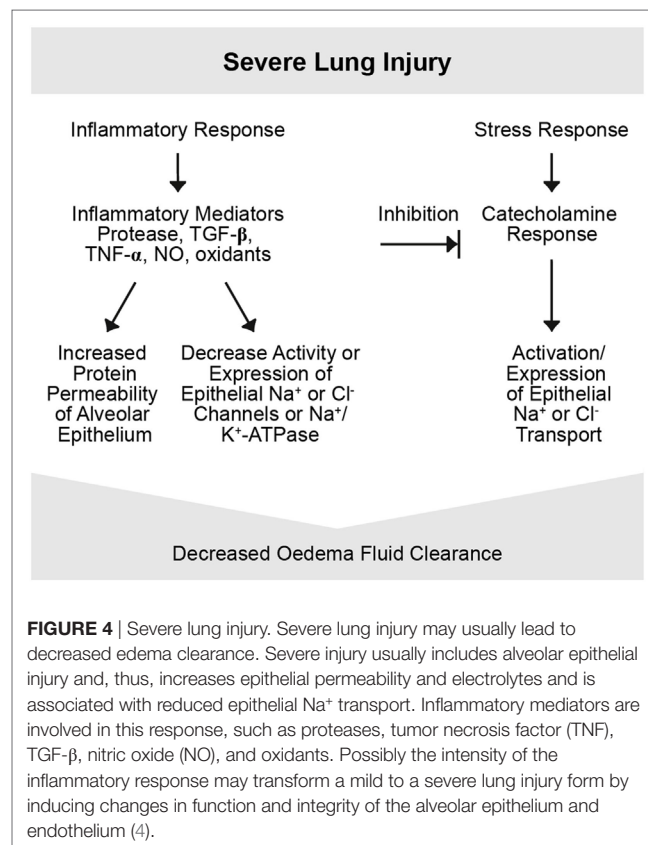 Severe Lung Injury
Inflammatory Response
Stress Response
Inflammatory Mediators
Protease, TGF-β,
TNF-α, NO, oxidants
Inhibition
Catecholamine
Response
Increased
Protein
Permeability
of Alveolar
Epithelium
Decrease Activity or
Expression of
Epithelial Na⁺ or Cl⁻
Channels or Na⁺/
K⁺-ATPase
Activation/
Expression
of Epithelial
Na⁺ or Cl⁻
Transport
Decreased Oedema Fluid Clearance
FIGURE 4 | Severe lung injury. Severe lung injury may usually lead to
decreased edema clearance. Severe injury usually includes alveolar epithelial
injury and, thus, increases epithelial permeability and electrolytes and is
associated with reduced epithelial Na⁺ transport. Inflammatory mediators are
involved in this response, such as proteases, tumor necrosis factor (TNF),
TGF-β, nitric oxide (NO), and oxidants. Possibly the intensity of the
inflammatory response may transform a mild to a severe lung injury form by
inducing changes in function and integrity of the alveolar epithelium and
endothelium (4).